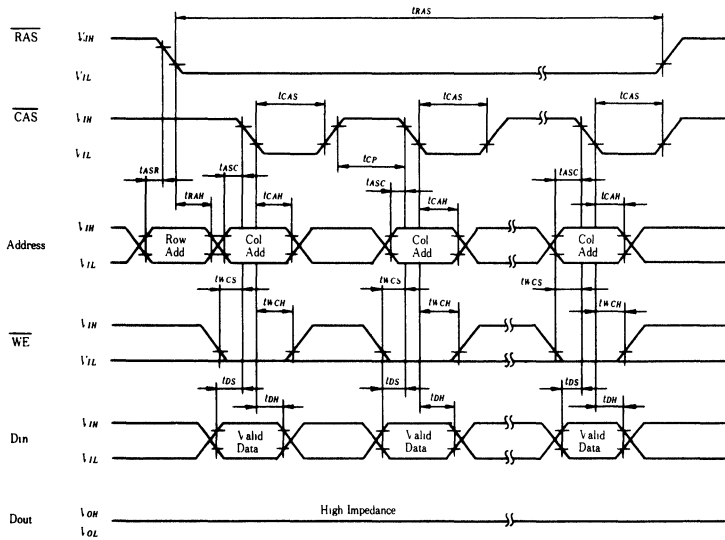 tRAS
RAS VIH
VIL
tCAS tCAS tCAS
CAS VIH
VIL
tCP
tASR tRAH tASC tCAH tASC tCAH tASC tCAH
Address VIH
VIL
Row Add Col Add Col Add Col Add
tWCS tWCH tWCS tWCH tWCS tWCH
WE VIH
VIL
tDS tDH tDS tDH tDS tDH
Din VIH
VIL
Valid Data Valid Data Valid Data
High Impedance
Dout VOH
VOL